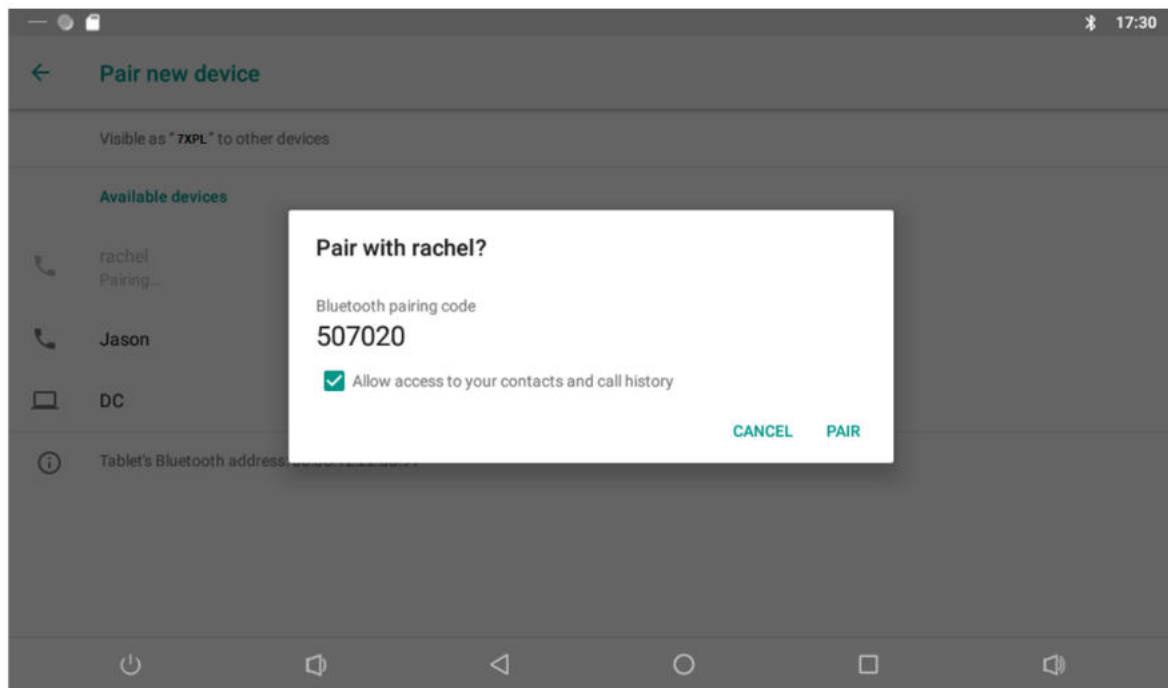 17:30
Pair new device
Visible as "7XPL" to other devices
Available devices
rachel
Pairing...
Jason
DC
Tablet's Bluetooth address:
Pair with rachel?
Bluetooth pairing code
507020
Allow access to your contacts and call history
CANCEL PAIR